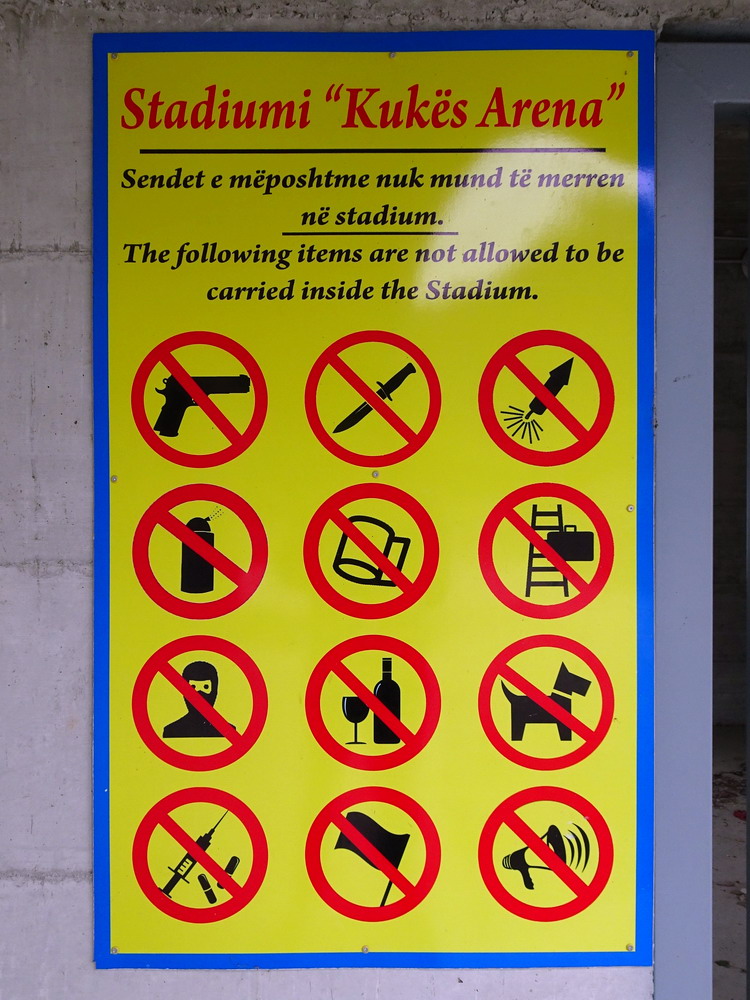 Stadiumi “Kukës Arena”
Sendet e mëposhtme nuk mund të merren
në stadium.
The following items are not allowed to be
carried inside the Stadium.